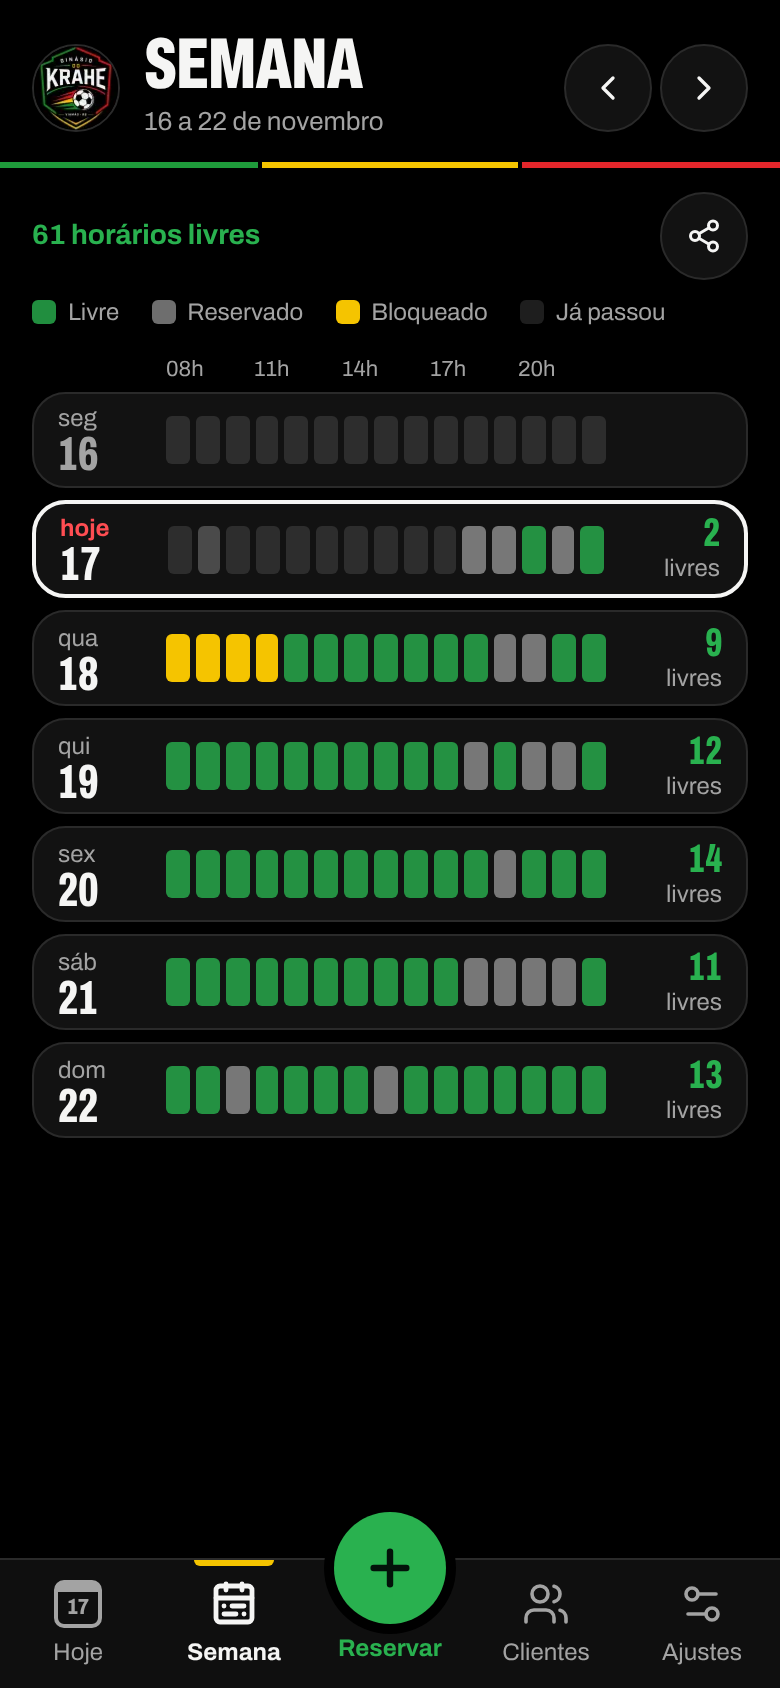 GINÁSIO
DO
KRAHE
SEMANA
16 a 22 de novembro
61 horários livres
Livre
Reservado
Bloqueado
Já passou
08h 11h 14h 17h 20h
seg
16
hoje
17
2
livres
qua
18
9
livres
qui
19
12
livres
sex
20
14
livres
sáb
21
11
livres
dom
22
13
livres
17
Hoje
Semana
Reservar
Clientes
Ajustes